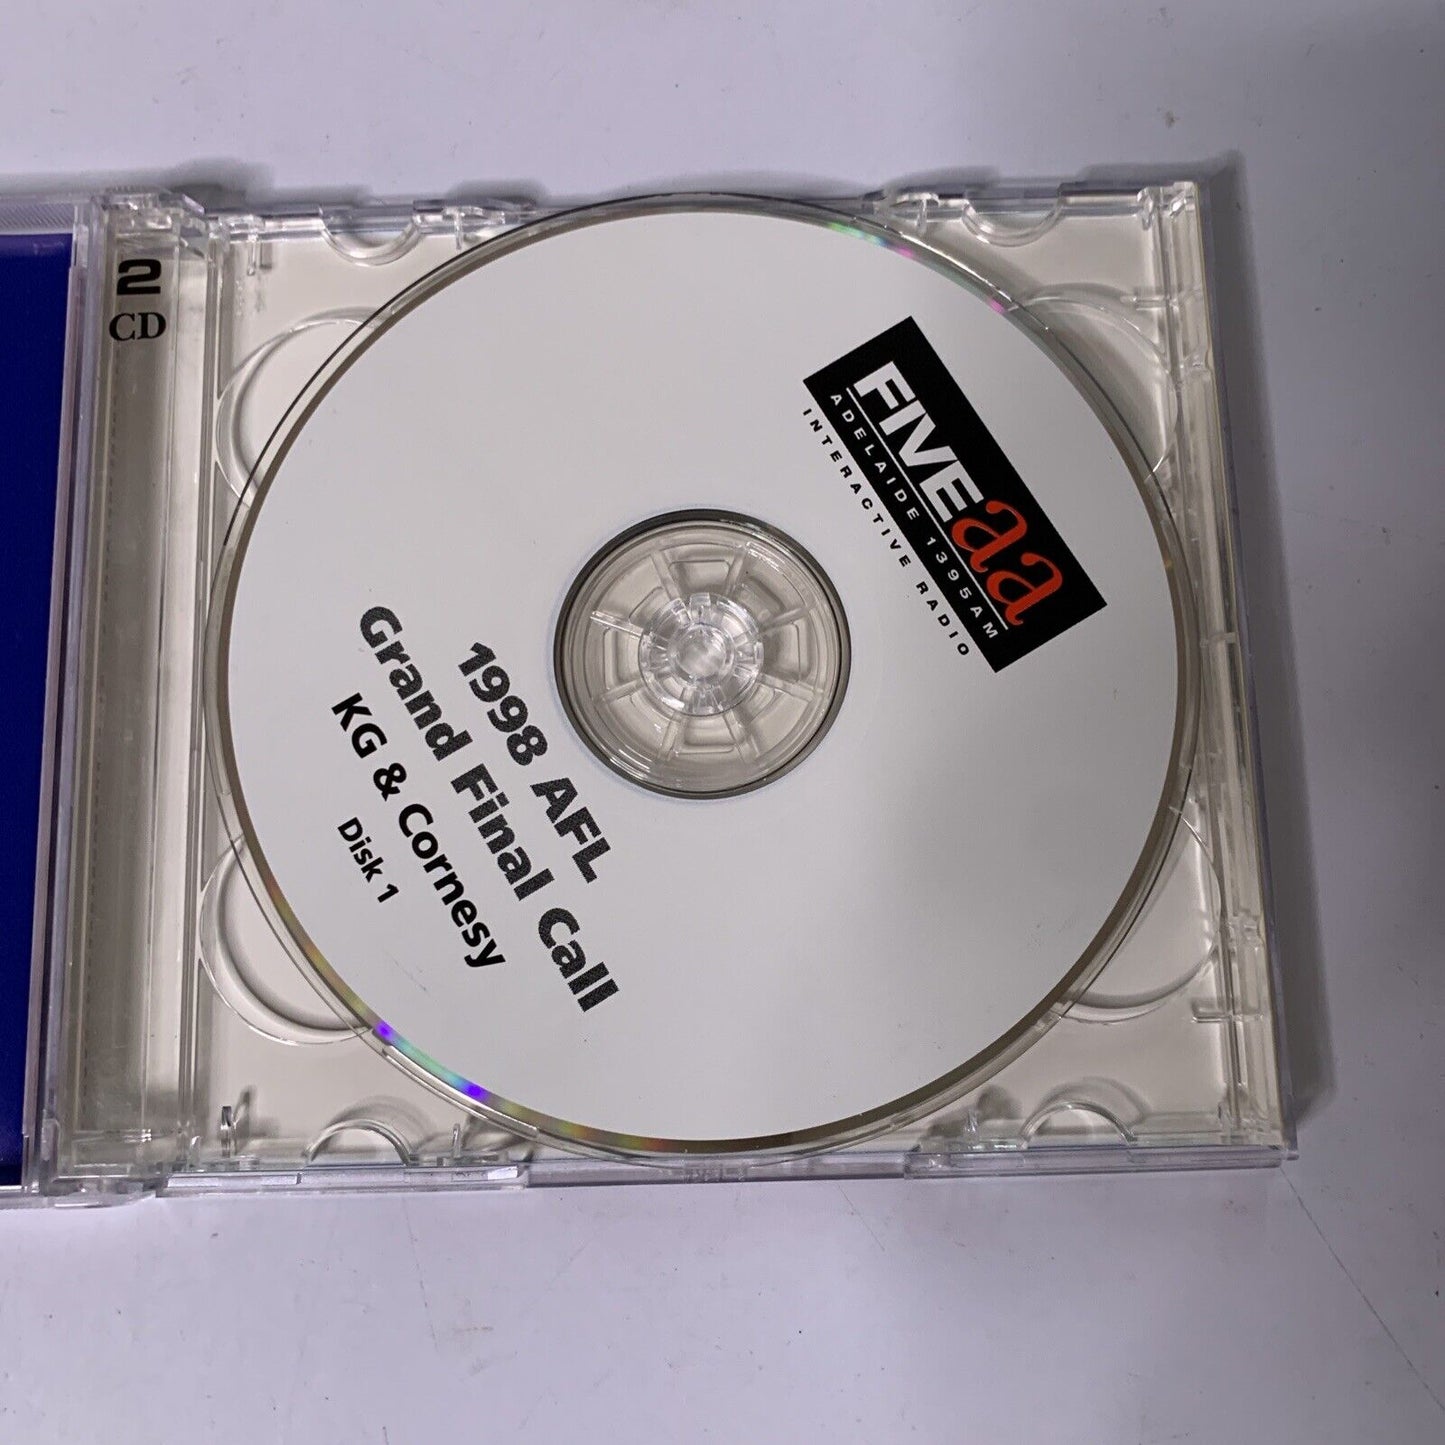 2
CD
FIVEaa
ADELAIDE 1395AM
INTERACTIVE RADIO
1998 AFL
Grand Final Call
KG & Cornesy
Disk 1